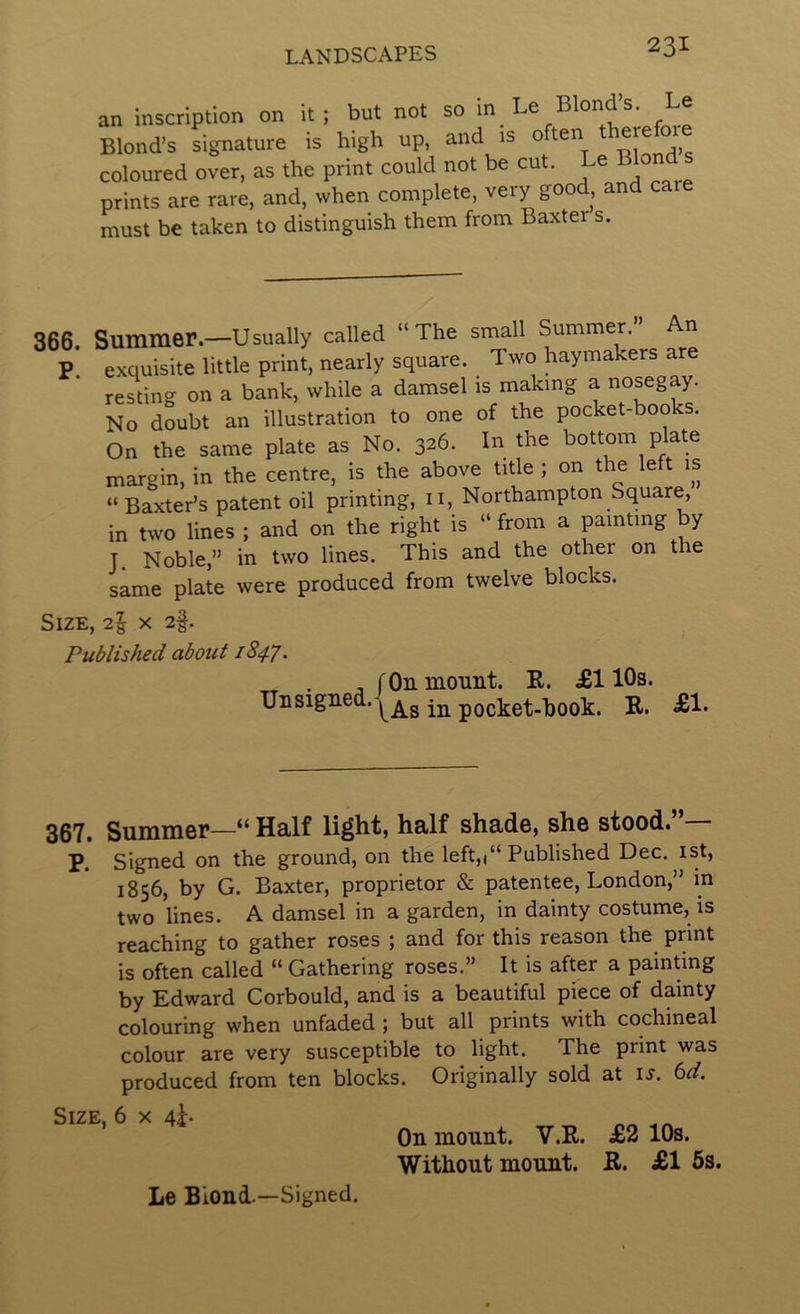 LANDSCAPES 231
an inscription on it ; but not so in Le Blond's. Le
Blond's signature is high up, and is often therefore
coloured over, as the print could not be cut. Le Blond's
prints are rare, and, when complete, very good, and care
must be taken to distinguish them from Baxter's.
366. Summer.—Usually called “The small Summer.” An
P. exquisite little print, nearly square. Two haymakers are
resting on a bank, while a damsel is making a nosegay.
No doubt an illustration to one of the pocket-books.
On the same plate as No. 326. In the bottom plate
margin, in the centre, is the above title ; on the left is
“Baxter's patent oil printing, 11, Northampton Square,”
in two lines ; and on the right is “from a painting by
J. Noble,” in two lines. This and the other on the
same plate were produced from twelve blocks.
SIZE, 2⅞ × 2⅜.
Published about 1847.
Unsigned. { On mount. R. £1 10s.
As in pocket-book. R. £1.
367. Summer—“Half light, half shade, she stood.”—
P. Signed on the ground, on the left, “Published Dec. 1st,
1856, by G. Baxter, proprietor & patentee, London,” in
two lines. A damsel in a garden, in dainty costume, is
reaching to gather roses ; and for this reason the print
is often called “Gathering roses.” It is after a painting
by Edward Corbould, and is a beautiful piece of dainty
colouring when unfaded ; but all prints with cochineal
colour are very susceptible to light. The print was
produced from ten blocks. Originally sold at 1s. 6d.
SIZE, 6 × 4¼.
On mount. V.R. £2 10s.
Without mount. R. £1 5s.
Le Blond.—Signed.